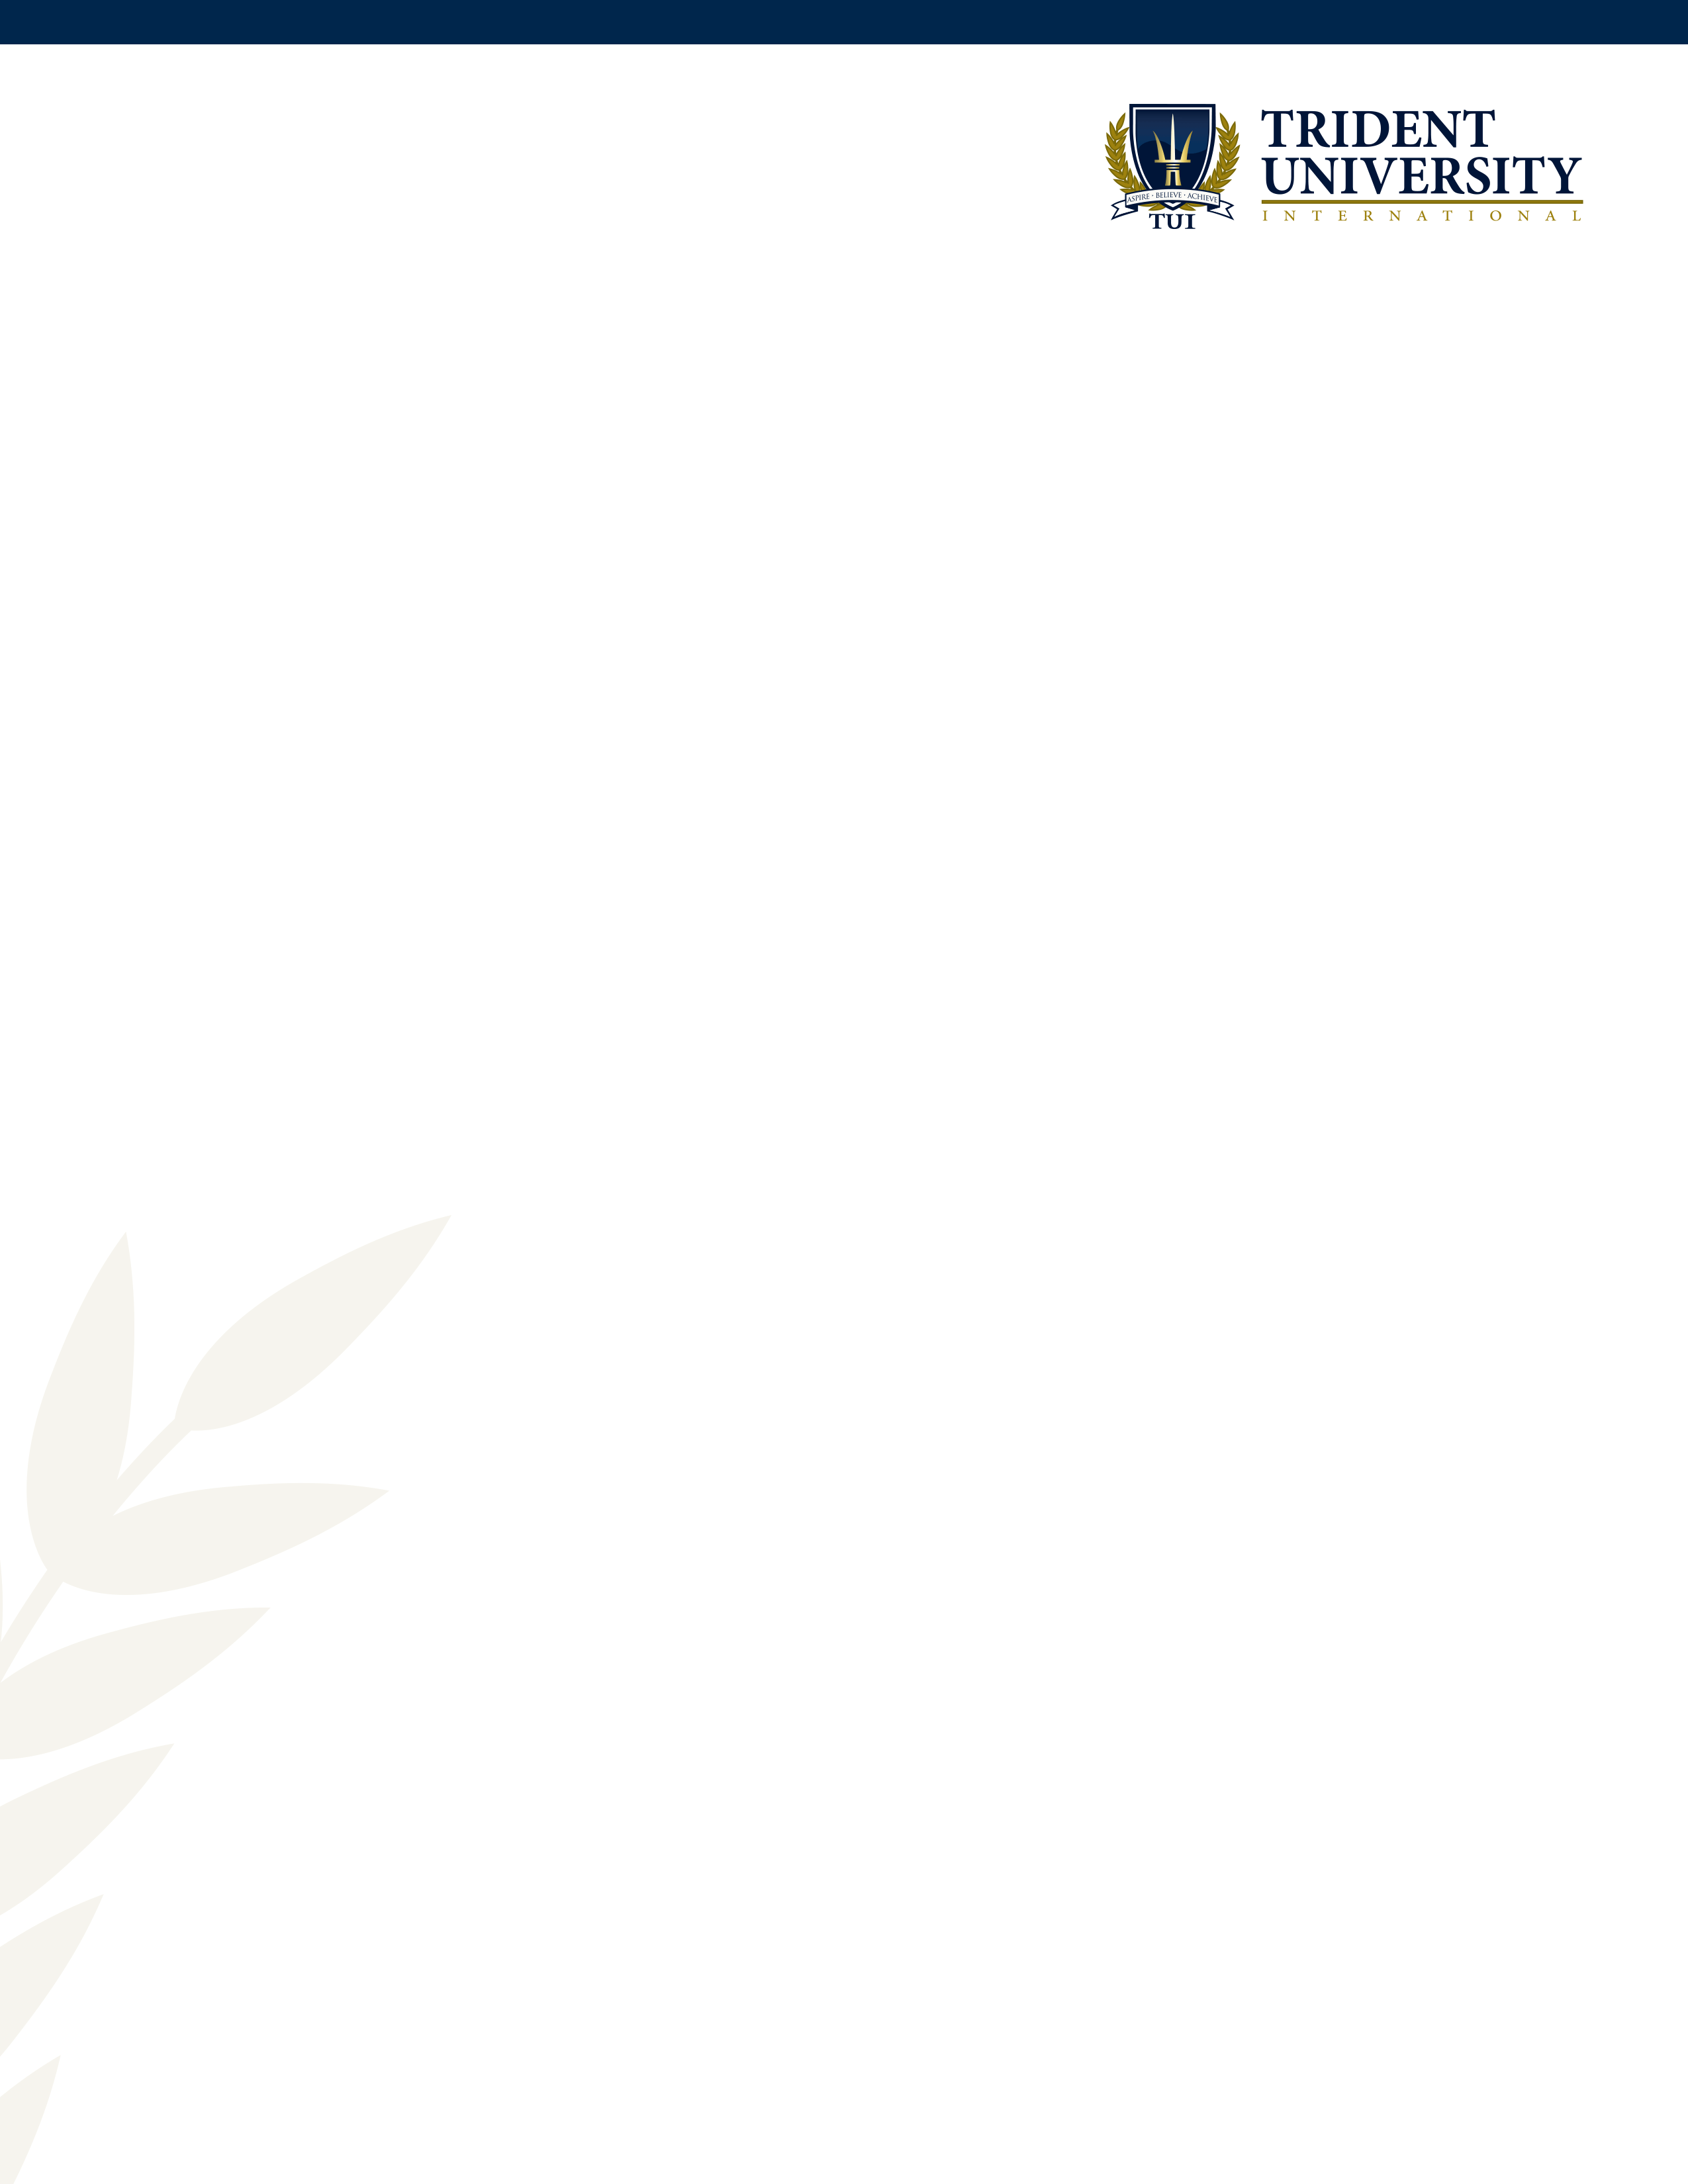 TRIDENT
UNIVERSITY
INTERNATIONAL
ASPIRE · BELIEVE · ACHIEVE
TUI